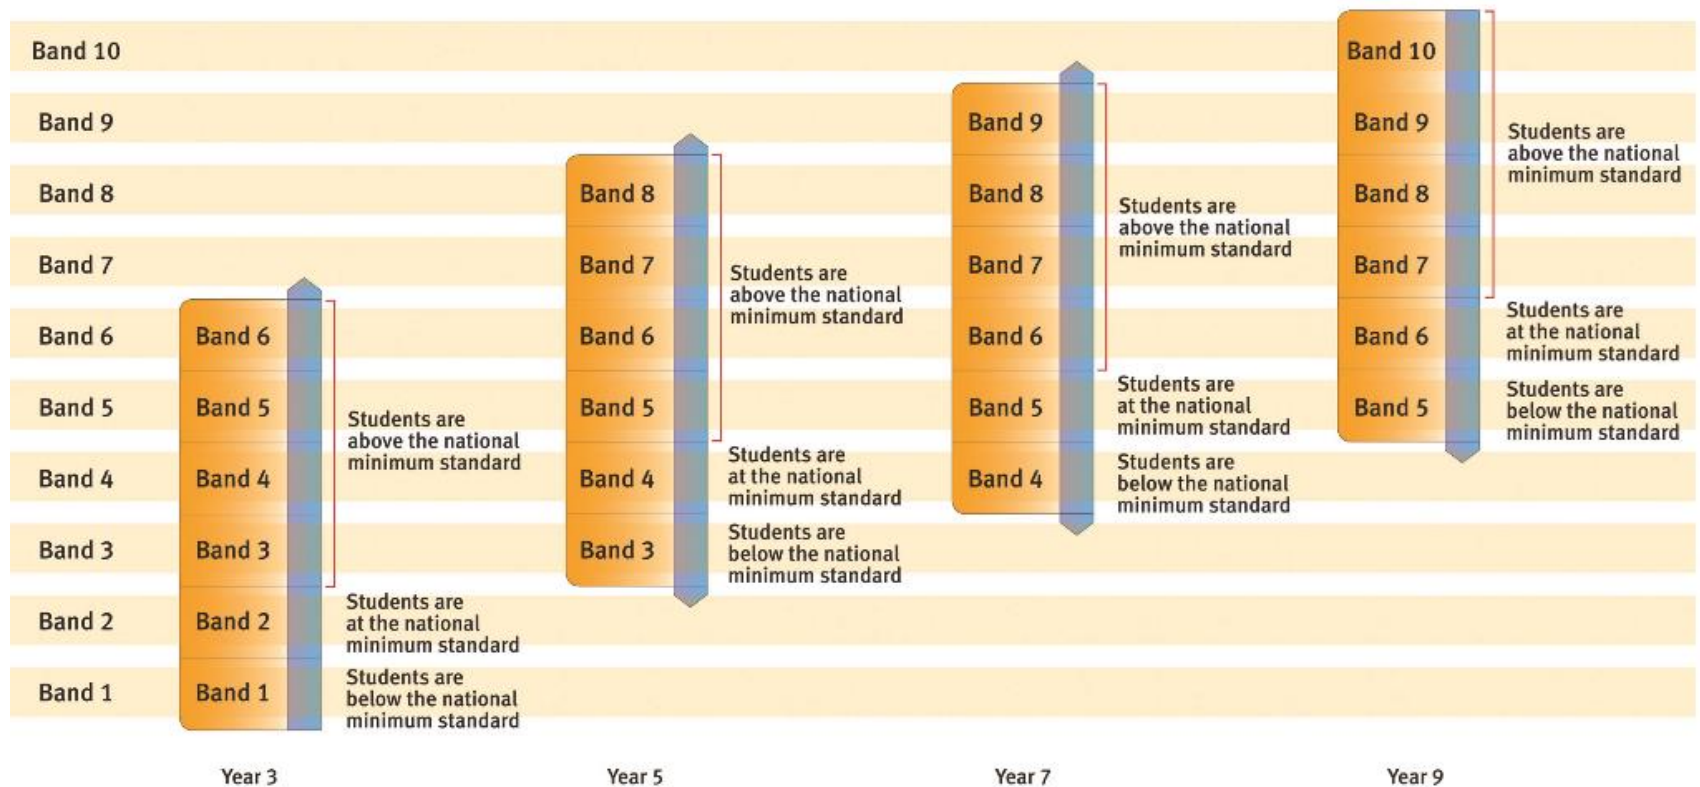 Band 10
Band 9
Band 8
Band 7
Band 6
Band 5
Band 4
Band 3
Band 2
Band 1
Band 6
Band 5
Band 4
Band 3
Band 2
Band 1
Students are
above the national
minimum standard
Students are
at the national
minimum standard
Students are
below the national
minimum standard
Year 3
Band 8
Band 7
Band 6
Band 5
Band 4
Band 3
Students are
above the national
minimum standard
Students are
at the national
minimum standard
Students are
below the national
minimum standard
Year 5
Band 9
Band 8
Band 7
Band 6
Band 5
Band 4
Students are
above the national
minimum standard
Students are
at the national
minimum standard
Students are
below the national
minimum standard
Year 7
Band 10
Band 9
Band 8
Band 7
Band 6
Band 5
Students are
above the national
minimum standard
Students are
at the national
minimum standard
Students are
below the national
minimum standard
Year 9